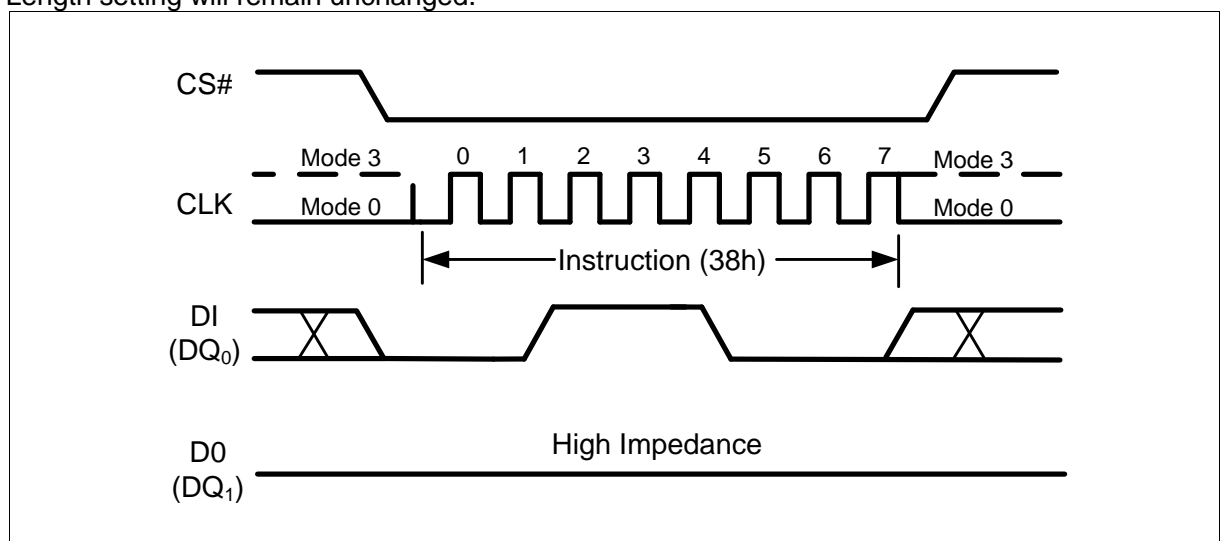 Length setting will remain unchanged.
CS#
Mode 3 0 1 2 3 4 5 6 7 Mode 3
CLK
Mode 0 Mode 0
Instruction (38h)
DI
(DQ₀)
High Impedance
D0
(DQ₁)